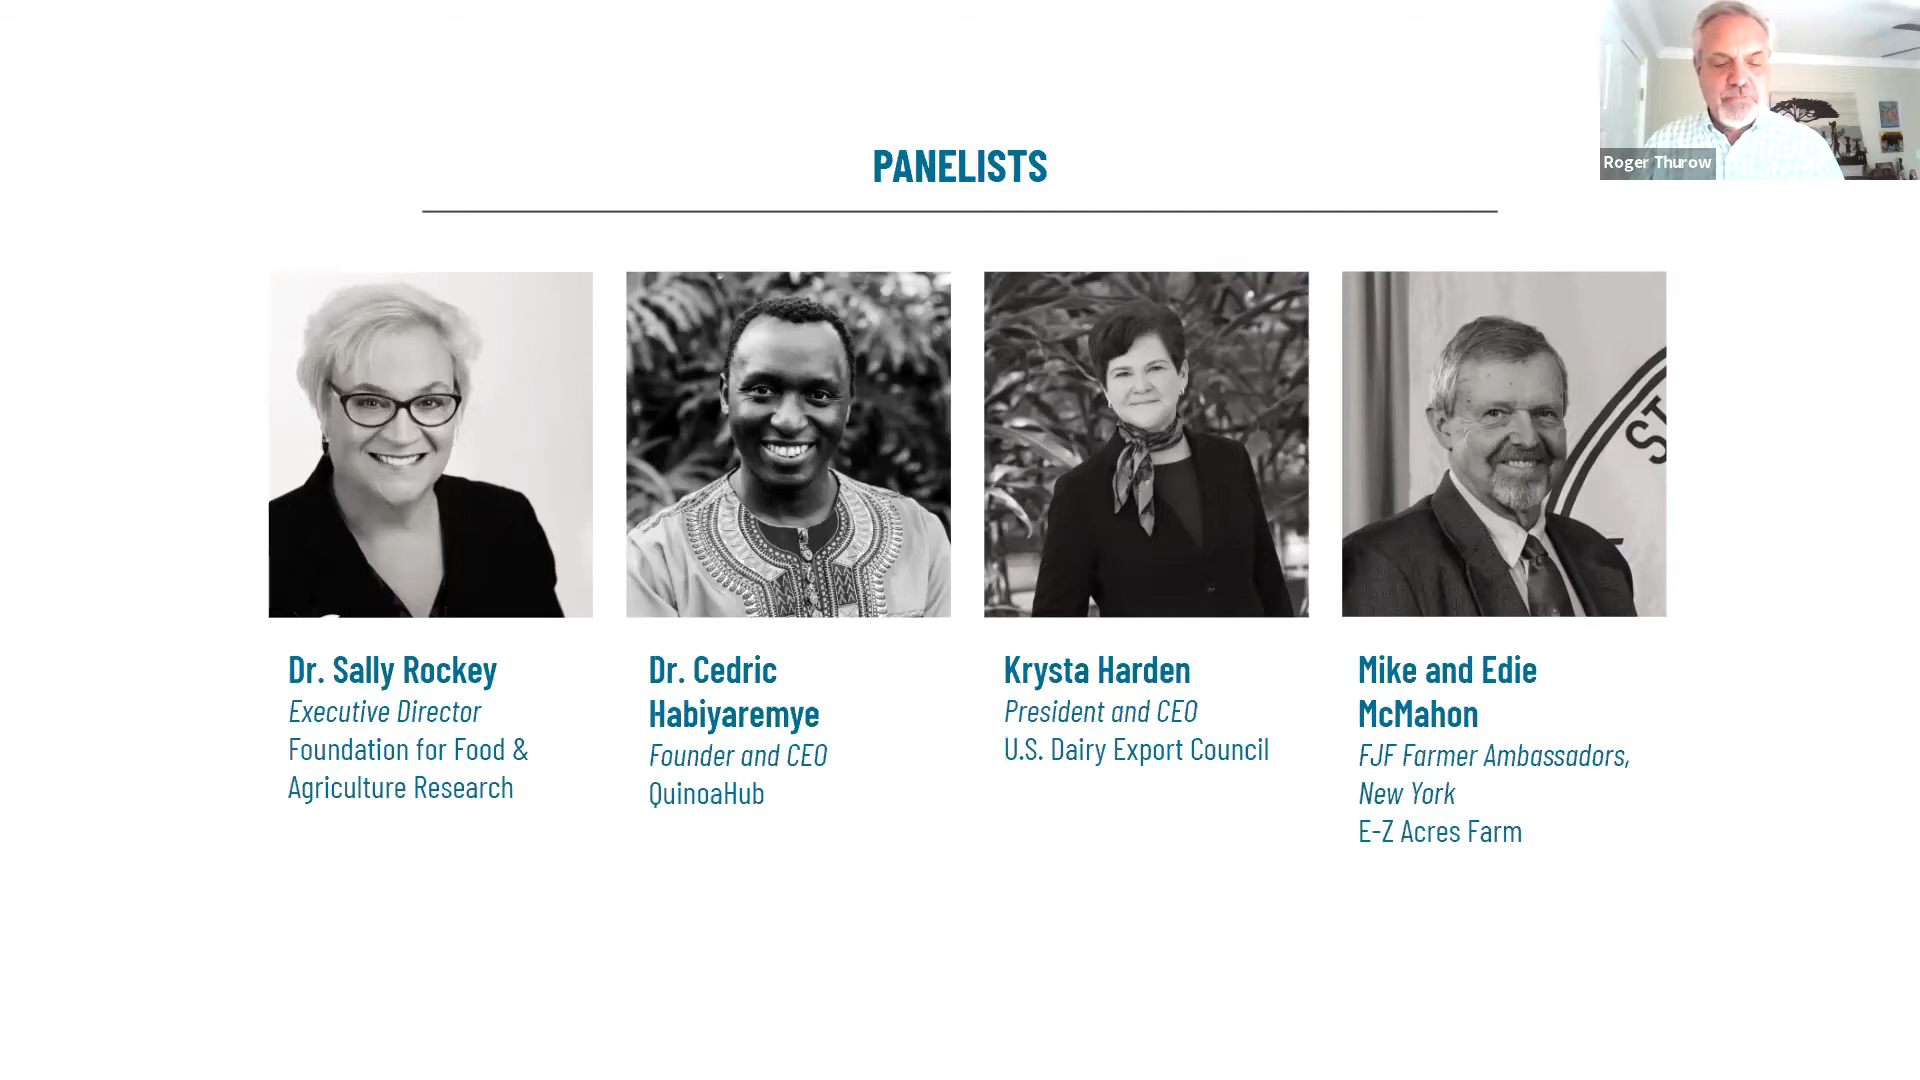 Roger Thurow
PANELISTS
ST
Dr. Sally Rockey
Executive Director
Foundation for Food &
Agriculture Research
Dr. Cedric
Habiyaremye
Founder and CEO
QuinoaHub
Krysta Harden
President and CEO
U.S. Dairy Export Council
Mike and Edie
McMahon
FJF Farmer Ambassadors,
New York
E-Z Acres Farm